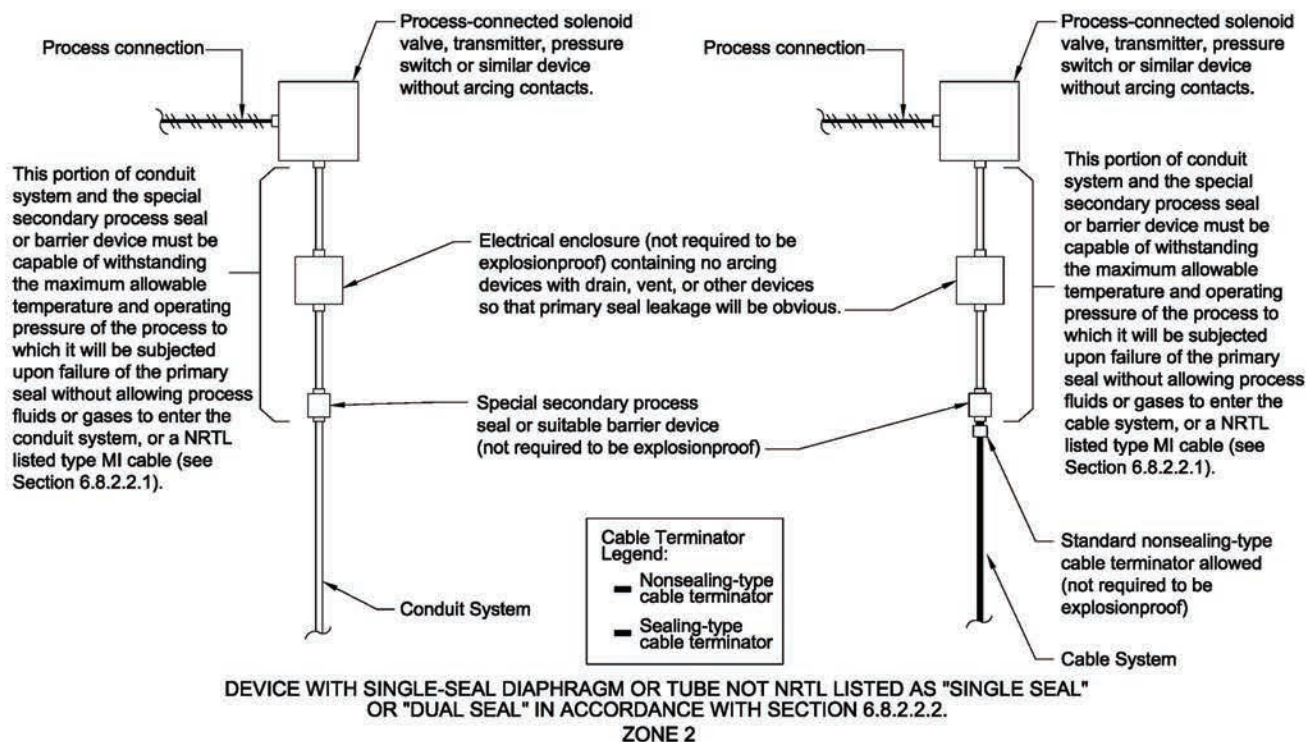 Process connection
Process-connected solenoid
valve, transmitter, pressure
switch or similar device
without arcing contacts.
This portion of conduit
system and the special
secondary process seal
or barrier device must be
capable of withstanding
the maximum allowable
temperature and operating
pressure of the process to
which it will be subjected
upon failure of the primary
seal without allowing process
fluids or gases to enter the
conduit system, or a NRTL
listed type MI cable (see
Section 6.8.2.2.1).
Electrical enclosure (not required to be
explosionproof) containing no arcing
devices with drain, vent, or other devices
so that primary seal leakage will be obvious.
Special secondary process
seal or suitable barrier device
(not required to be explosionproof)
Conduit System
Process connection
Process-connected solenoid
valve, transmitter, pressure
switch or similar device
without arcing contacts.
This portion of conduit
system and the special
secondary process seal
or barrier device must be
capable of withstanding
the maximum allowable
temperature and operating
pressure of the process to
which it will be subjected
upon failure of the primary
seal without allowing process
fluids or gases to enter the
cable system, or a NRTL
listed type MI cable (see
Section 6.8.2.2.1).
Standard nonsealing-type
cable terminator allowed
(not required to be
explosionproof)
Cable System
Cable Terminator
Legend:
Nonsealing-type
cable terminator
Sealing-type
cable terminator
DEVICE WITH SINGLE-SEAL DIAPHRAGM OR TUBE NOT NRTL LISTED AS "SINGLE SEAL"
OR "DUAL SEAL" IN ACCORDANCE WITH SECTION 6.8.2.2.2.
ZONE 2